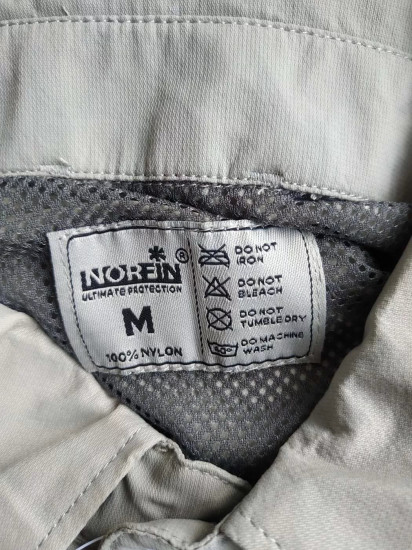 NORFIN®
ULTIMATE PROTECTION
M
100% NYLON
DO NOT
IRON
DO NOT
BLEACH
DO NOT
TUMBLE DRY
DO MACHINE
WASH